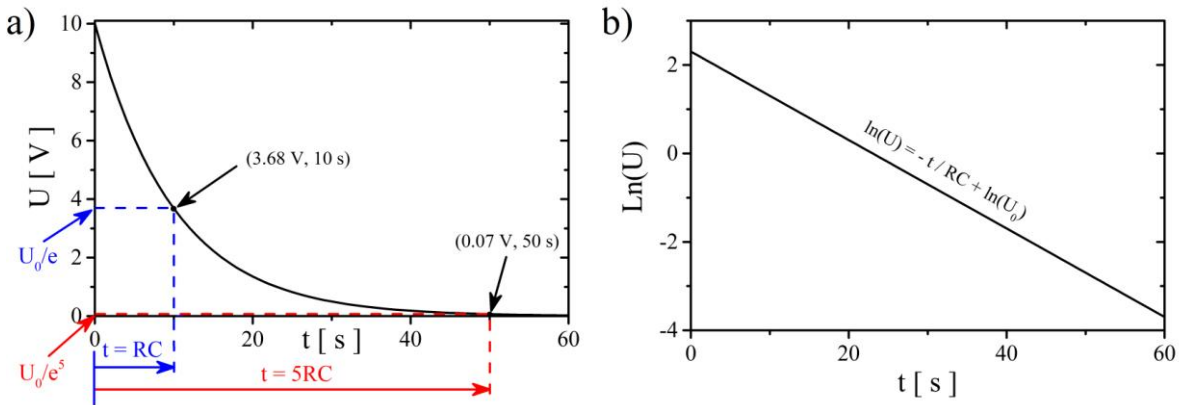 a)
10
8
6
4
2
0
U [ V ]
(3.68 V, 10 s)
(0.07 V, 50 s)
U₀/e
U₀/e⁵
0 20 40 60
t [ s ]
t = RC
t = 5RC
b)
2
0
-2
-4
Ln(U)
ln(U) = - t / RC + ln(U₀)
0 20 40 60
t [ s ]